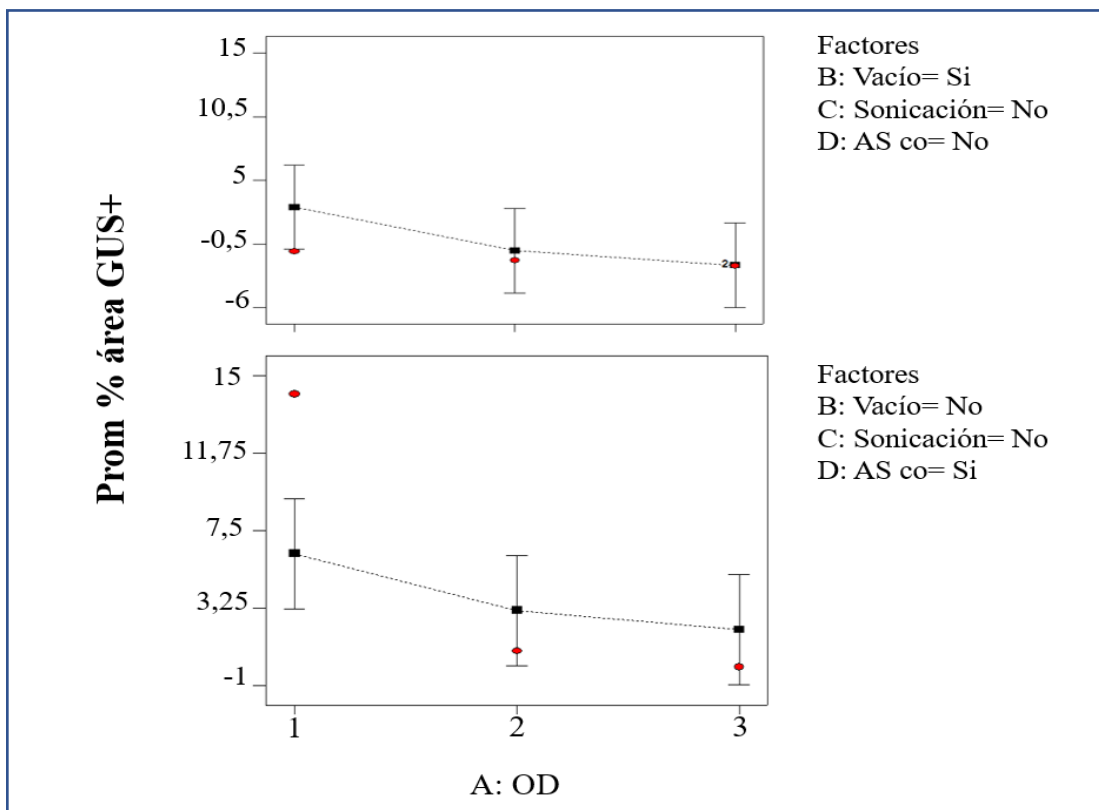 Prom % área GUS+
15
10,5
5
-0,5
-6
2
Factores
B: Vacío= Si
C: Sonicación= No
D: AS co= No
15
11,75
7,5
3,25
-1
Factores
B: Vacío= No
C: Sonicación= No
D: AS co= Si
1 2 3
A: OD